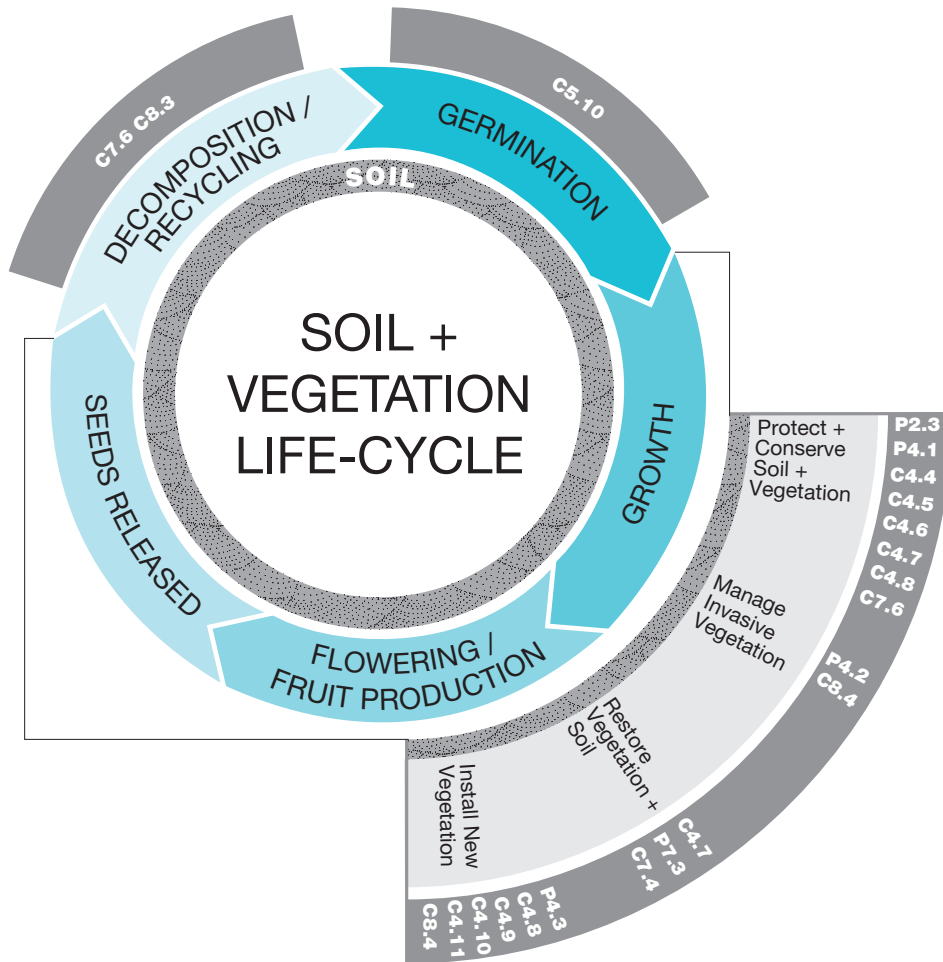 SOIL +
VEGETATION
LIFE-CYCLE
SOIL
C5.10
GERMINATION
GROWTH
FLOWERING /
FRUIT PRODUCTION
SEEDS RELEASED
DECOMPOSITION /
RECYCLING
C7.6 C8.3
Protect +
Conserve
Soil +
Vegetation
P2.3
P4.1
C4.4
C4.5
C4.6
C4.7
C4.8
C7.6
Manage
Invasive
Vegetation
P4.2
C8.4
Restore
Vegetation +
Soil
C4.7
P7.3
C7.4
Install New
Vegetation
P4.3
C4.8
C4.9
C4.10
C4.11
C8.4